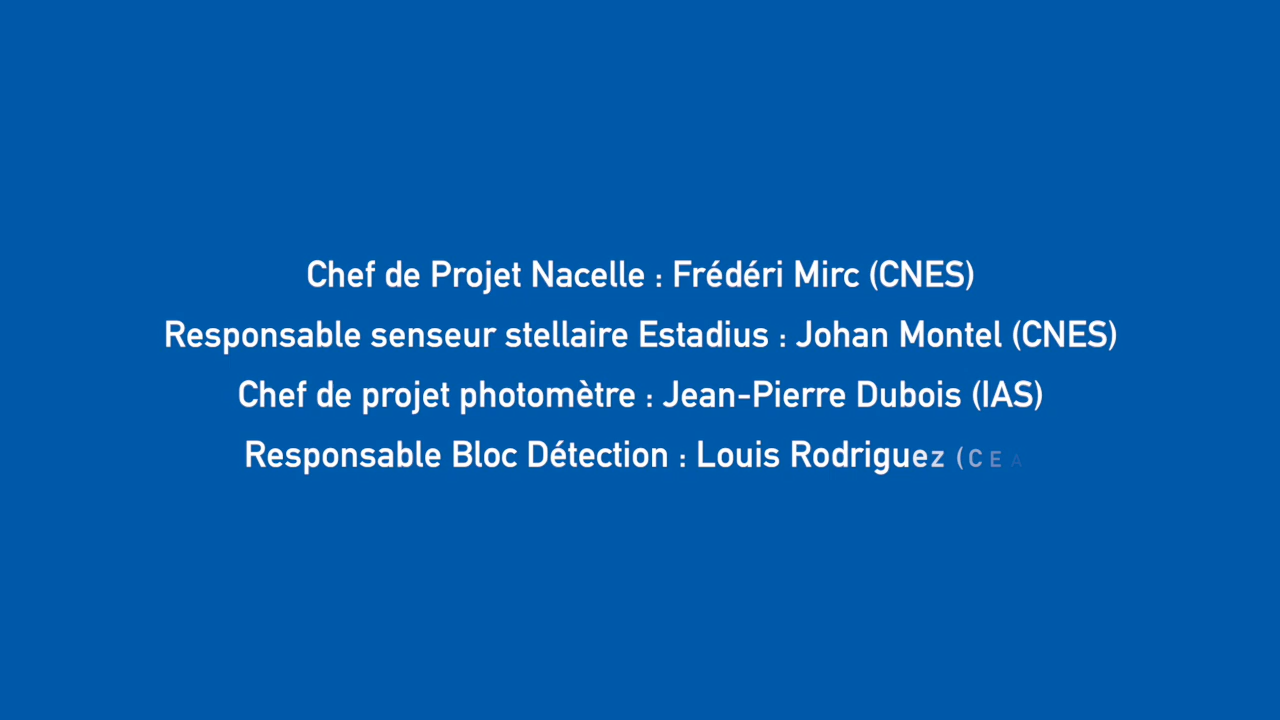 Chef de Projet Nacelle : Frédéri Mirc (CNES)
Responsable senseur stellaire Estadius : Johan Montel (CNES)
Chef de projet photomètre : Jean-Pierre Dubois (IAS)
Responsable Bloc Détection : Louis Rodriguez (CEA